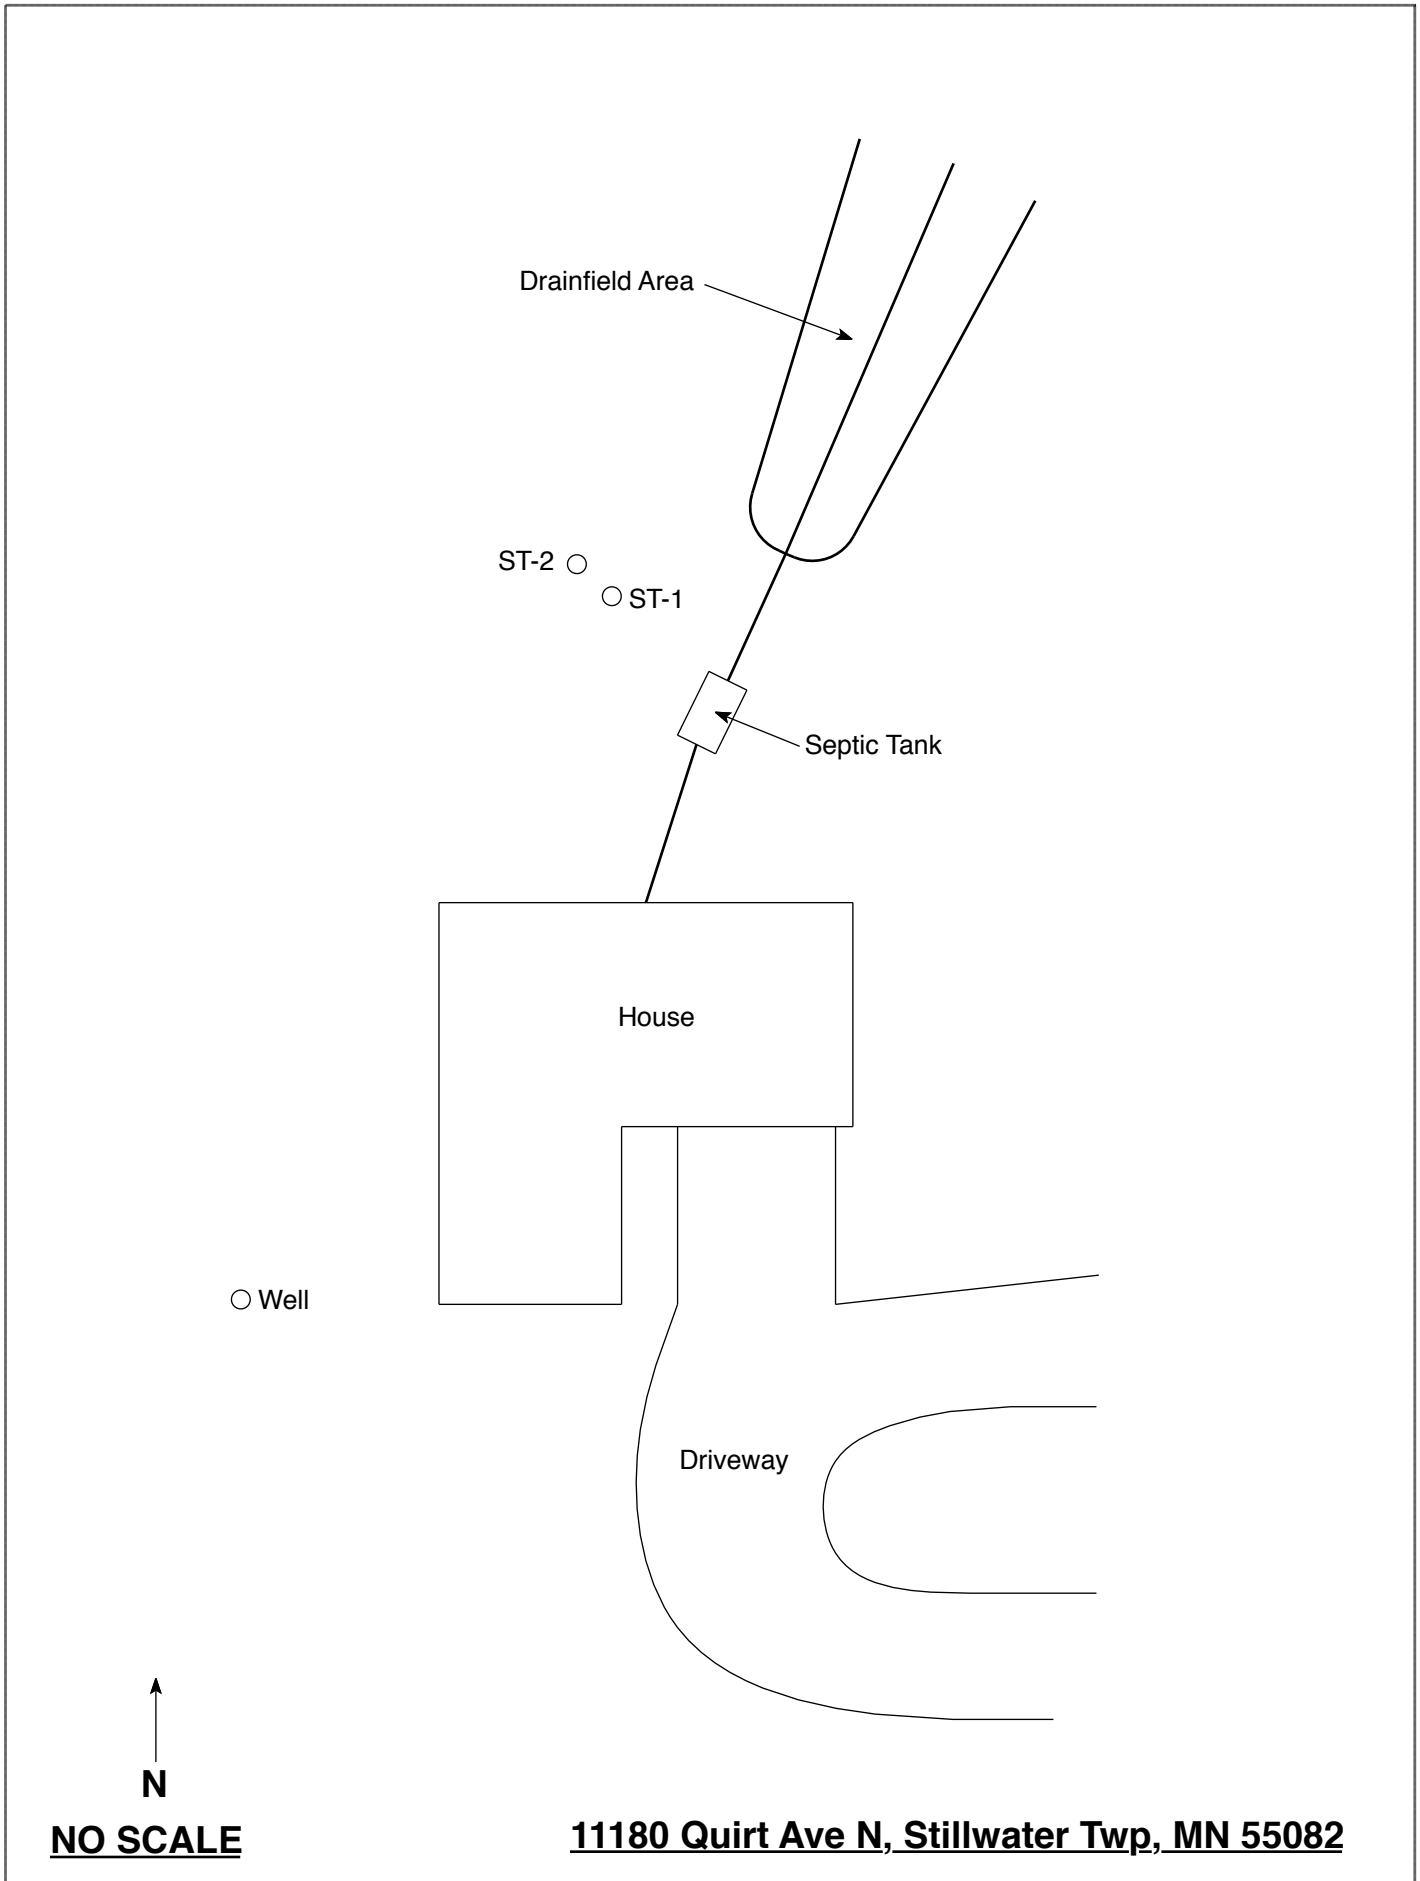 Drainfield Area
ST-2
ST-1
Septic Tank
House
Well
Driveway
N
NO SCALE
11180 Quirt Ave N, Stillwater Twp, MN 55082